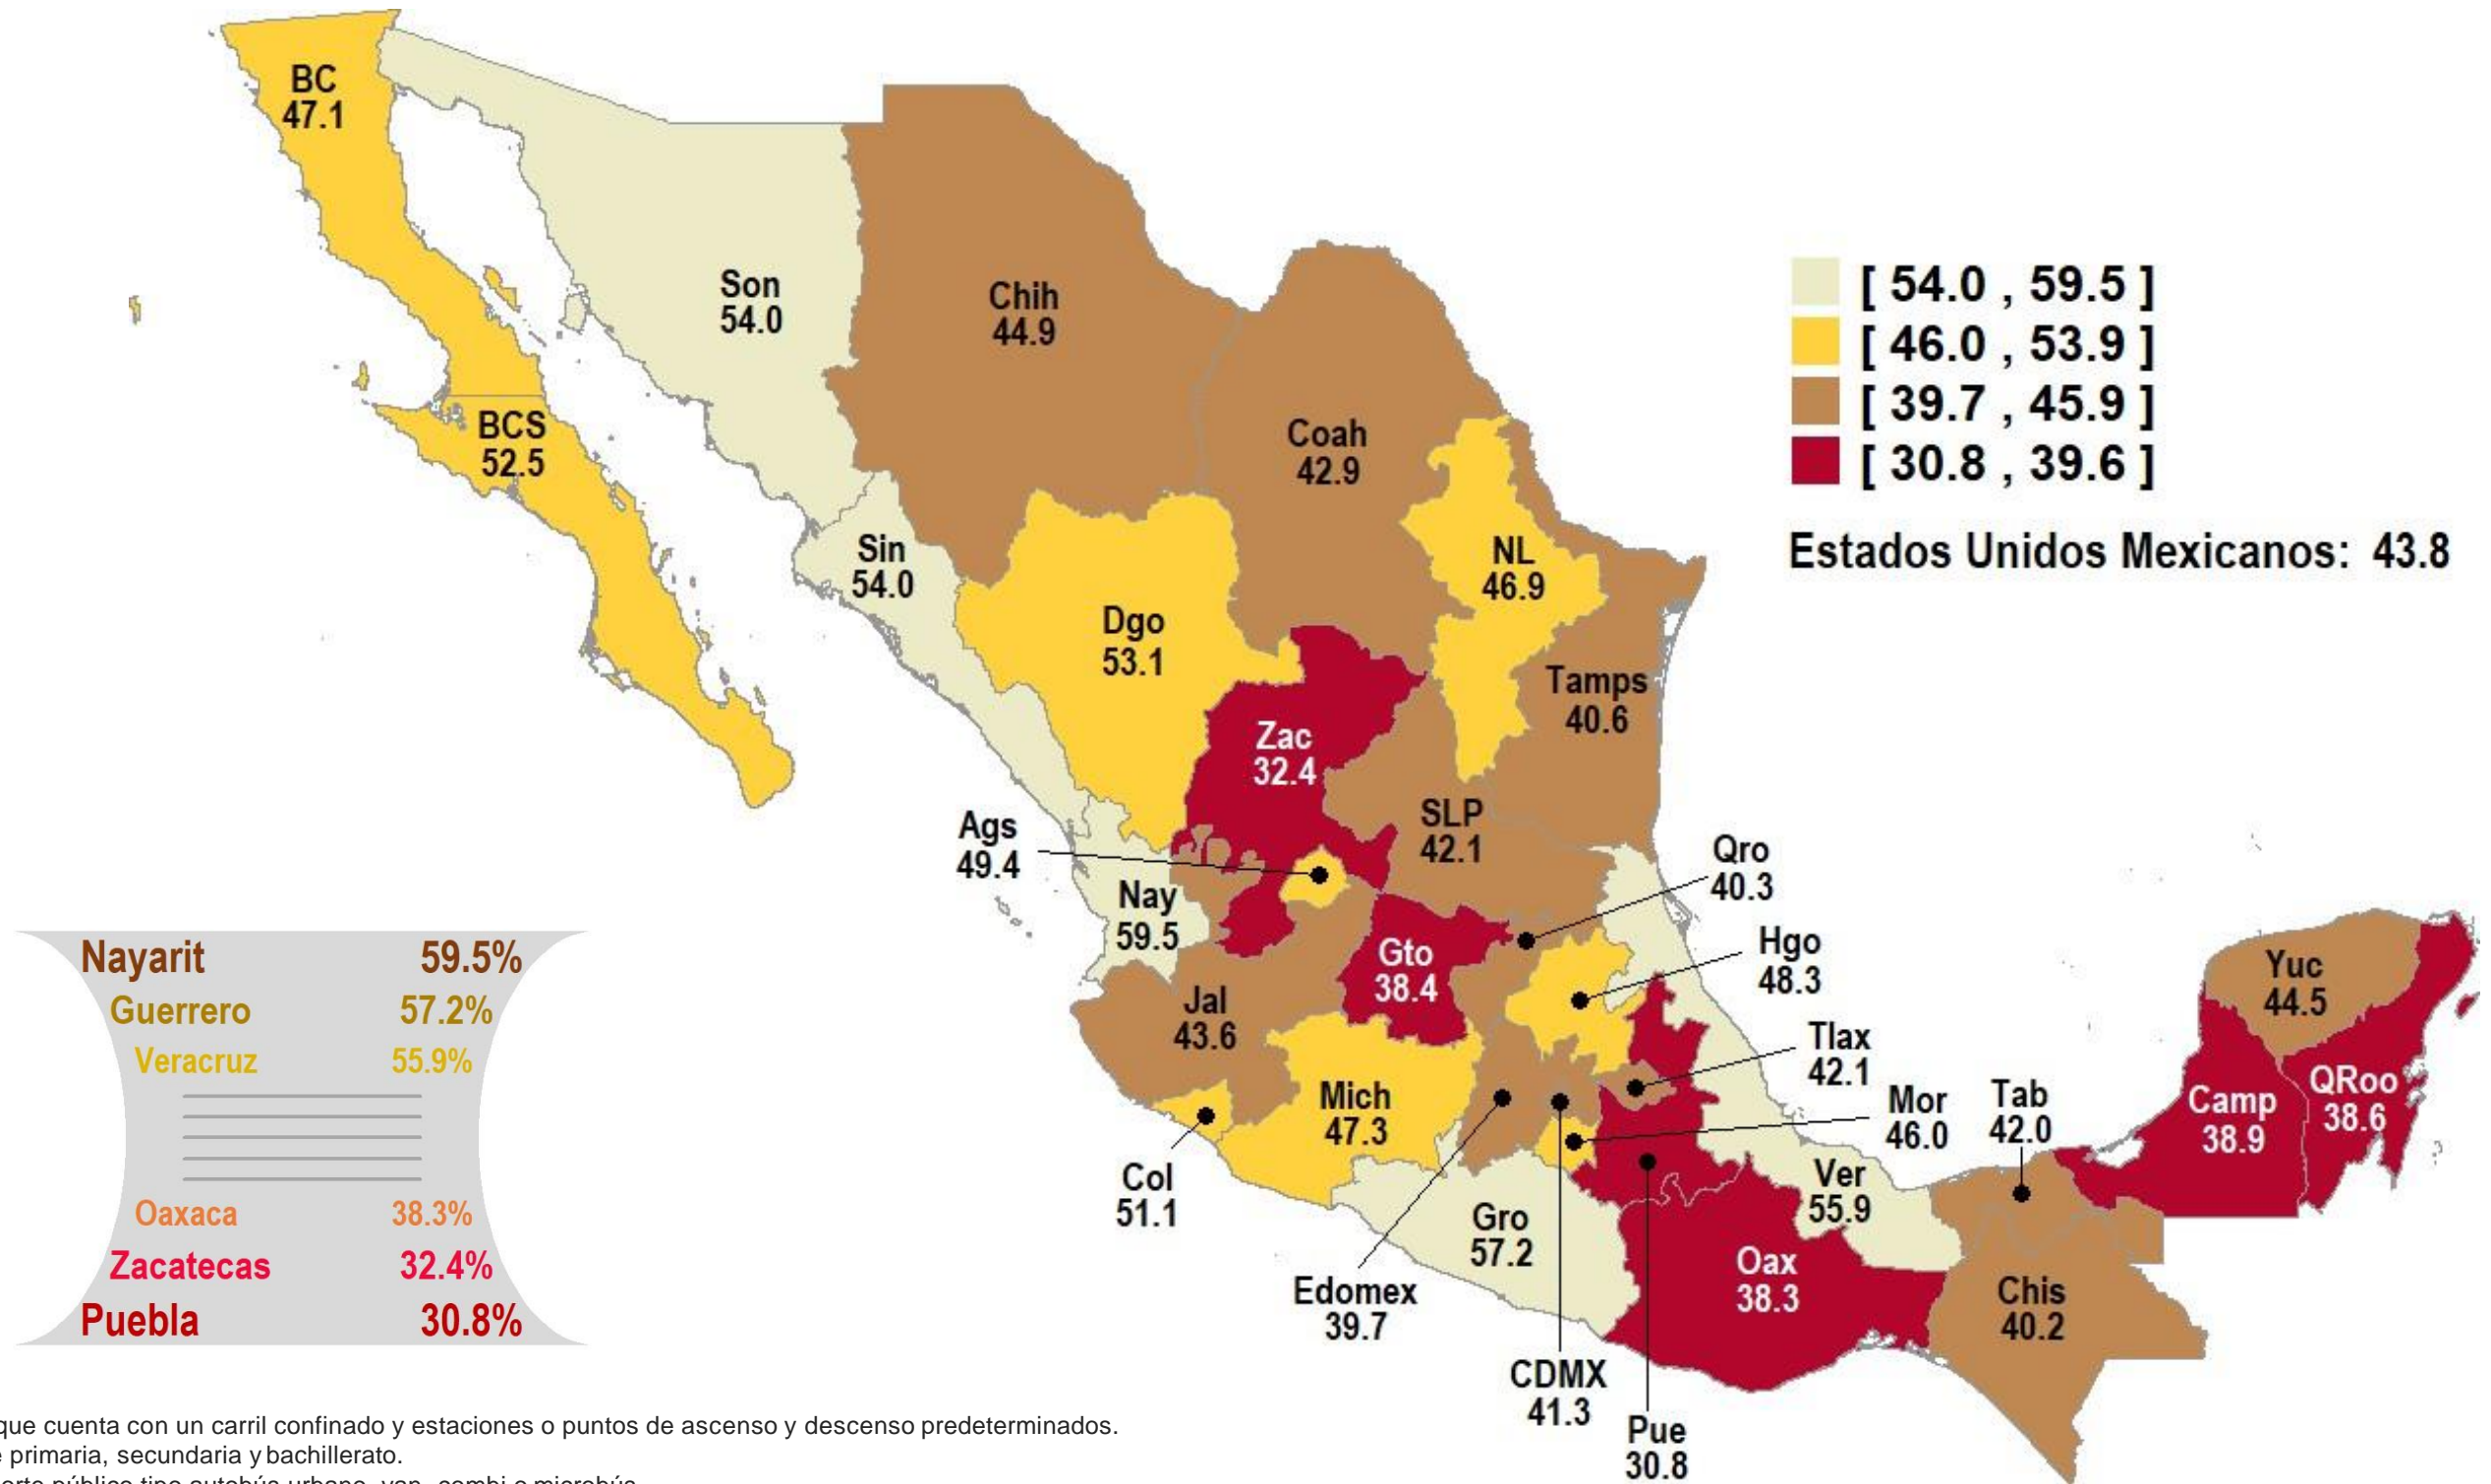 BC
47.1
Son
54.0
Chih
44.9
[ 54.0 , 59.5 ]
[ 46.0 , 53.9 ]
[ 39.7 , 45.9 ]
[ 30.8 , 39.6 ]
Estados Unidos Mexicanos: 43.8
BCS
52.5
Coah
42.9
Sin
54.0
NL
46.9
Dgo
53.1
Tamps
40.6
Zac
32.4
Ags
49.4
SLP
42.1
Qro
40.3
Nay
59.5
Gto
38.4
Hgo
48.3
Yuc
44.5
Jal
43.6
Tlax
42.1
QRoo
38.6
Mich
47.3
Mor
46.0
Tab
42.0
Camp
38.9
Col
51.1
Gro
57.2
Ver
55.9
Edomex
39.7
Oax
38.3
Chis
40.2
CDMX
41.3
Pue
30.8
Nayarit 59.5%
Guerrero 57.2%
Veracruz 55.9%
Oaxaca 38.3%
Zacatecas 32.4%
Puebla 30.8%
que cuenta con un carril confinado y estaciones o puntos de ascenso y descenso predeterminados.
primaria, secundaria y bachillerato.
público tipo autobús urbano, van, combi o microbús